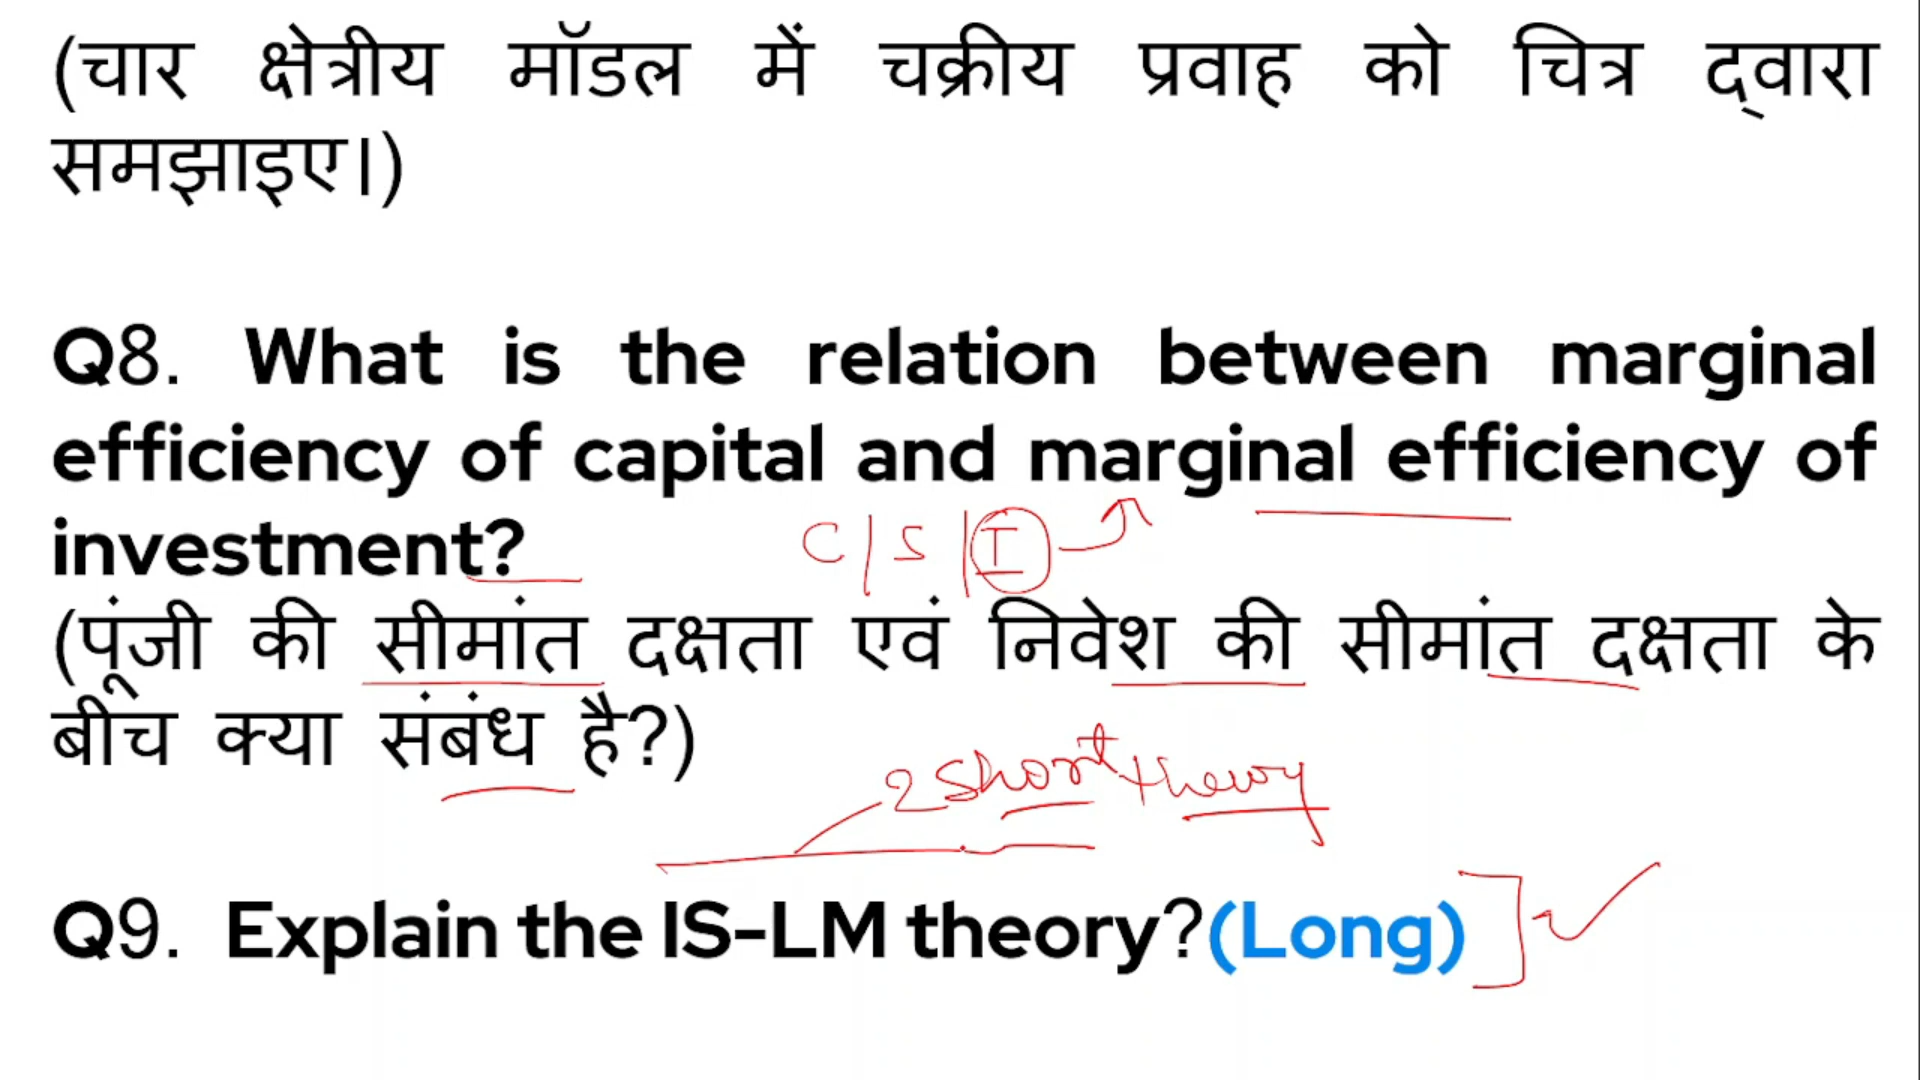 (चार क्षेत्रीय मॉडल में चक्रीय प्रवाह को चित्र द्वारा
समझाइए।)
Q8. What is the relation between marginal
efficiency of capital and marginal efficiency of
investment?
C/S/I
(पूंजी की सीमांत दक्षता एवं निवेश की सीमांत दक्षता के
बीच क्या संबंध है?)
2 Short theory
Q9. Explain the IS-LM theory?(Long)